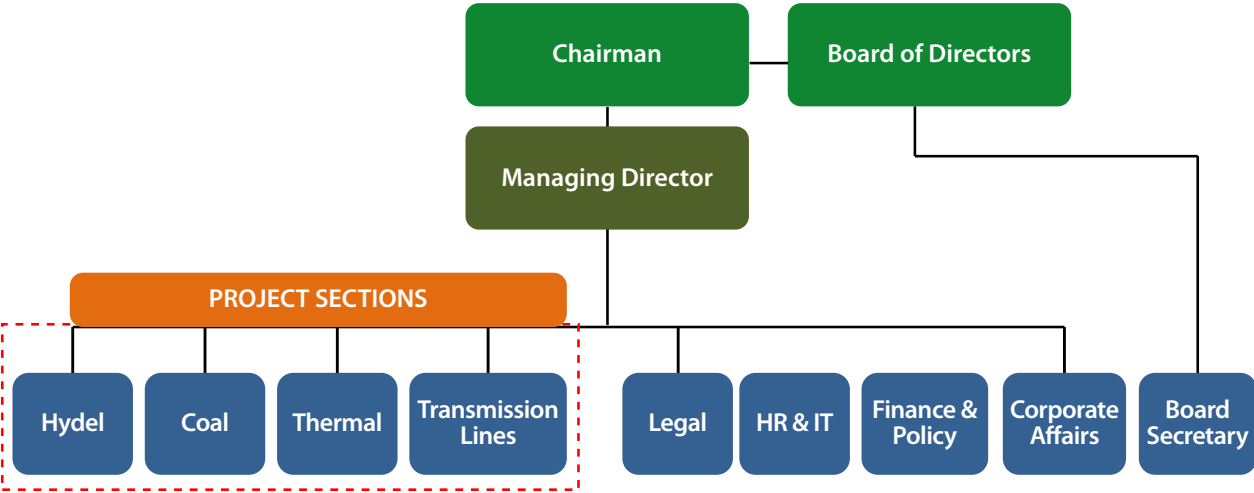 Chairman
Board of Directors
Managing Director
PROJECT SECTIONS
Hydel
Coal
Thermal
Transmission
Lines
Legal
HR & IT
Finance &
Policy
Corporate
Affairs
Board
Secretary